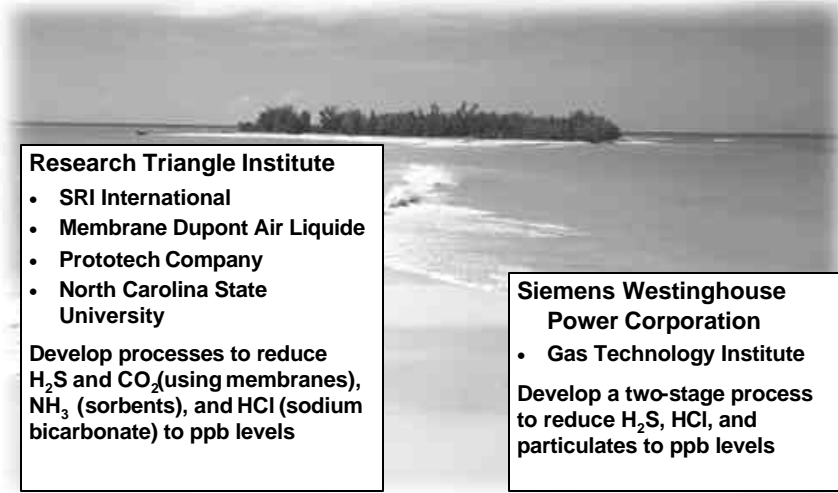 Research Triangle Institute
• SRI International
• Membrane Dupont Air Liquide
• Prototech Company
• North Carolina State
University
Develop processes to reduce
H₂S and CO₂(using membranes),
NH₃ (sorbents), and HCl (sodium
bicarbonate) to ppb levels
Siemens Westinghouse
Power Corporation
• Gas Technology Institute
Develop a two-stage process
to reduce H₂S, HCl, and
particulates to ppb levels